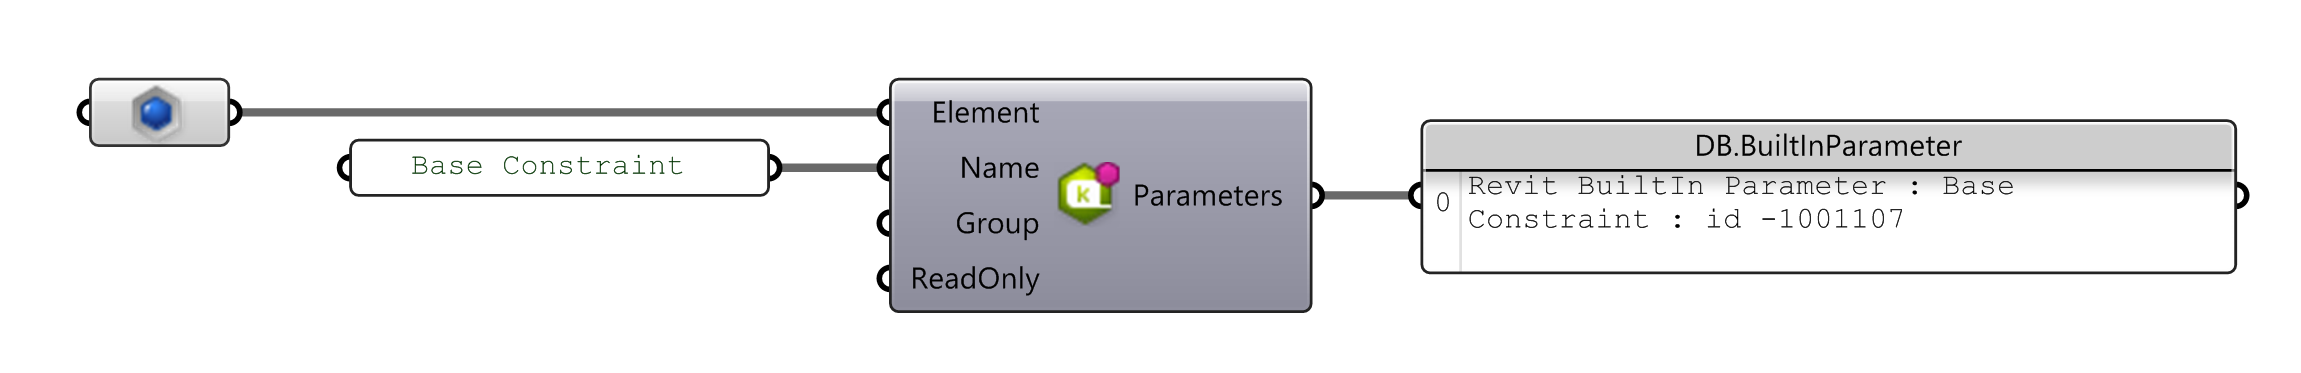 Element
Base Constraint
Name
Group
ReadOnly
k
Parameters
DB.BuiltInParameter
0
Revit BuiltIn Parameter : Base
Constraint : id -1001107